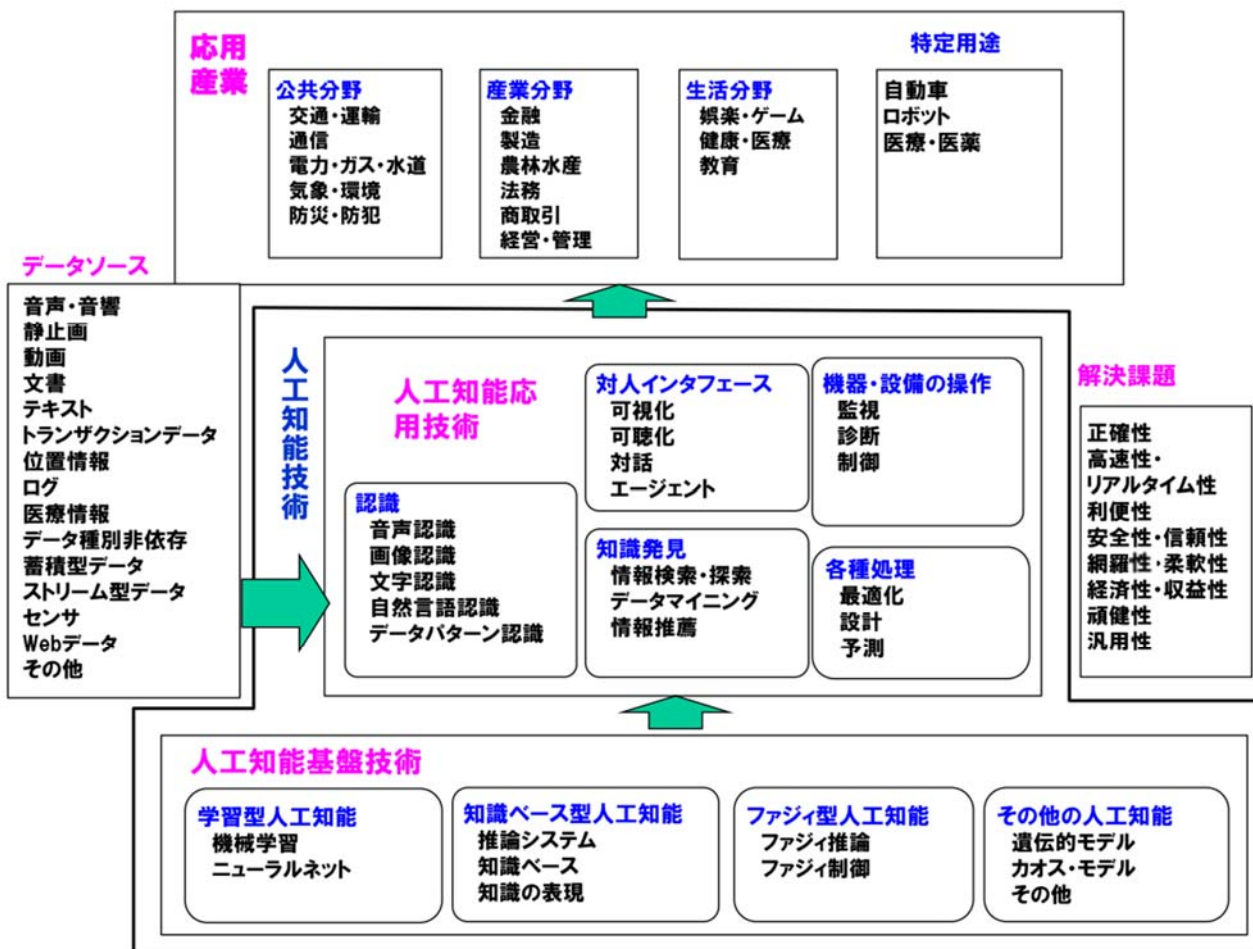 応用
産業
公共分野
交通・運輸
通信
電力・ガス・水道
気象・環境
防災・防犯
産業分野
金融
製造
農林水産
法務
商取引
経営・管理
生活分野
娯楽・ゲーム
健康・医療
教育
特定用途
自動車
ロボット
医療・医薬
データソース
音声・音響
静止画
動画
文書
テキスト
トランザクションデータ
位置情報
ログ
医療情報
データ種別非依存
蓄積型データ
ストリーム型データ
センサ
Webデータ
その他
人工知能技術
人工知能応
用技術
認識
音声認識
画像認識
文字認識
自然言語認識
データパターン認識
対人インタフェース
可視化
可聴化
対話
エージェント
知識発見
情報検索・探索
データマイニング
情報推薦
機器・設備の操作
監視
診断
制御
各種処理
最適化
設計
予測
解決課題
正確性
高速性・
リアルタイム性
利便性
安全性・信頼性
網羅性・柔軟性
経済性・収益性
頑健性
汎用性
人工知能基盤技術
学習型人工知能
機械学習
ニューラルネット
知識ベース型人工知能
推論システム
知識ベース
知識の表現
ファジィ型人工知能
ファジィ推論
ファジィ制御
その他の人工知能
遺伝的モデル
カオス・モデル
その他